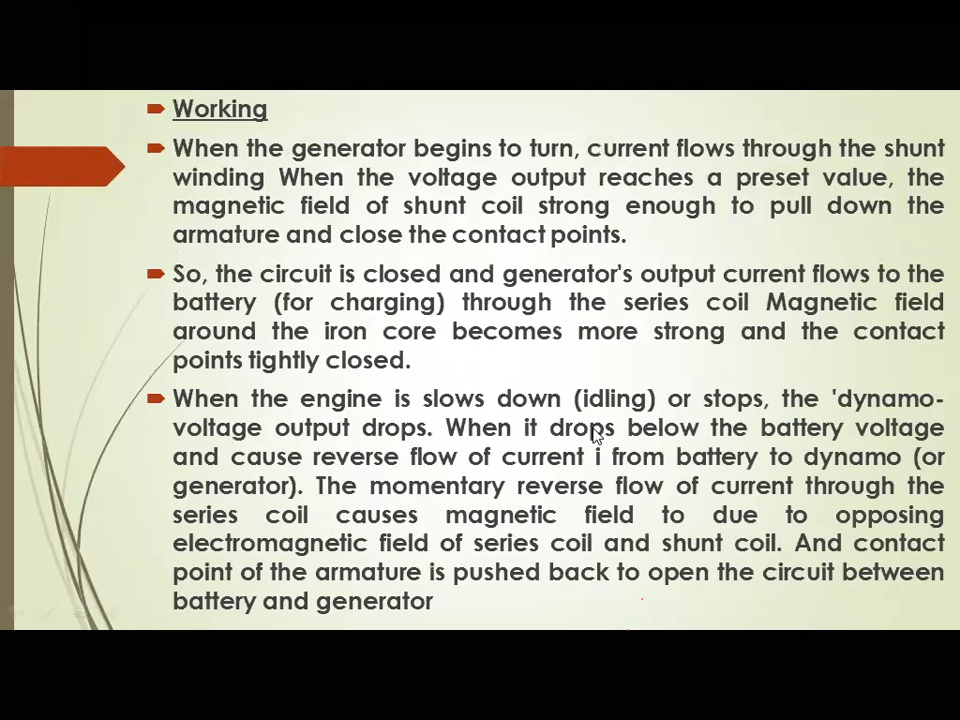 Working
When the generator begins to turn, current flows through the shunt
winding When the voltage output reaches a preset value, the
magnetic field of shunt coil strong enough to pull down the
armature and close the contact points.
So, the circuit is closed and generator's output current flows to the
battery (for charging) through the series coil Magnetic field
around the iron core becomes more strong and the contact
points tightly closed.
When the engine is slows down (idling) or stops, the 'dynamo-
voltage output drops. When it drops below the battery voltage
and cause reverse flow of current i from battery to dynamo (or
generator). The momentary reverse flow of current through the
series coil causes magnetic field to due to opposing
electromagnetic field of series coil and shunt coil. And contact
point of the armature is pushed back to open the circuit between
battery and generator